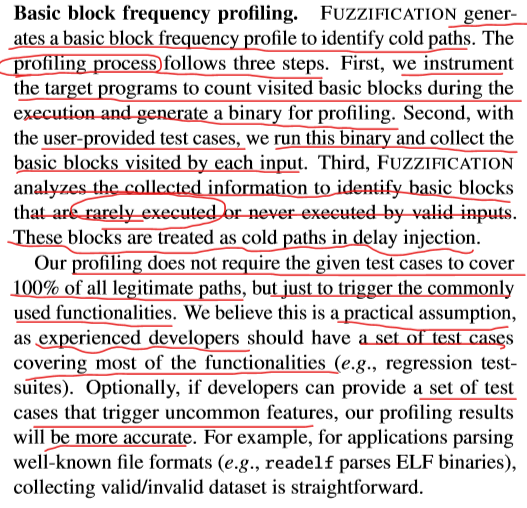 Basic block frequency profiling. FUZZIFICATION gener-
ates a basic block frequency profile to identify cold paths. The
profiling process follows three steps. First, we instrument
the target programs to count visited basic blocks during the
execution and generate a binary for profiling. Second, with
the user-provided test cases, we run this binary and collect the
basic blocks visited by each input. Third, FUZZIFICATION
analyzes the collected information to identify basic blocks
that are rarely executed or never executed by valid inputs.
These blocks are treated as cold paths in delay injection.
Our profiling does not require the given test cases to cover
100% of all legitimate paths, but just to trigger the commonly
used functionalities. We believe this is a practical assumption,
as experienced developers should have a set of test cases
covering most of the functionalities (e.g., regression test-
suites). Optionally, if developers can provide a set of test
cases that trigger uncommon features, our profiling results
will be more accurate. For example, for applications parsing
well-known file formats (e.g., readelf parses ELF binaries),
collecting valid/invalid dataset is straightforward.